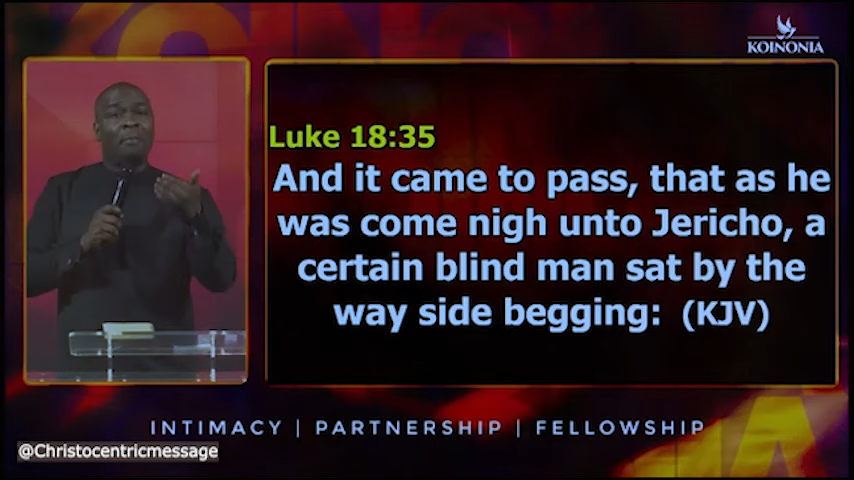 KOINONIA
Luke 18:35
And it came to pass, that as he
was come nigh unto Jericho, a
certain blind man sat by the
way side begging: (KJV)
INTIMACY | PARTNERSHIP | FELLOWSHIP
@Christocentricmessage